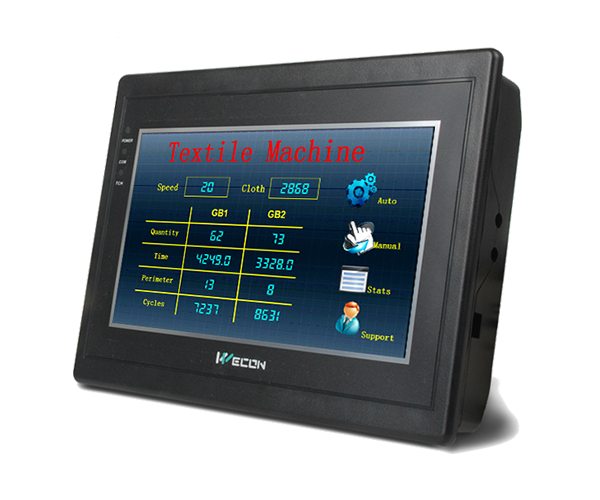 POWER
COM
Textile Machine
Speed 20 Cloth 2868
Auto
GB1 GB2
Quantity 62 73
Manual
Time 4249.0 3328.0
Perimeter 13 8
Stats
Cycles 7237 8631
Support
WECON